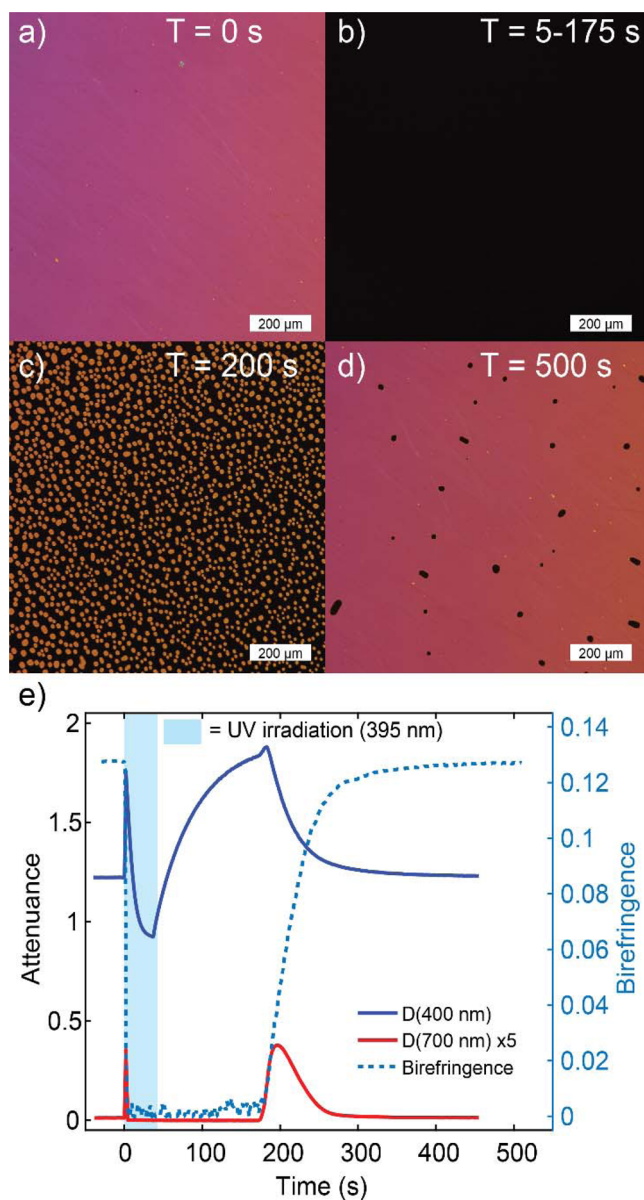 a) T = 0 s
200 μm
b) T = 5-175 s
200 μm
c) T = 200 s
200 μm
d) T = 500 s
200 μm
e)
= UV irradiation (395 nm)
2
1.5
1
0.5
0
Attenuance
0.14
0.12
0.10
0.08
0.06
0.04
0.02
0
Birefringence
D(400 nm)
D(700 nm) x5
Birefringence
0 100 200 300 400 500
Time (s)